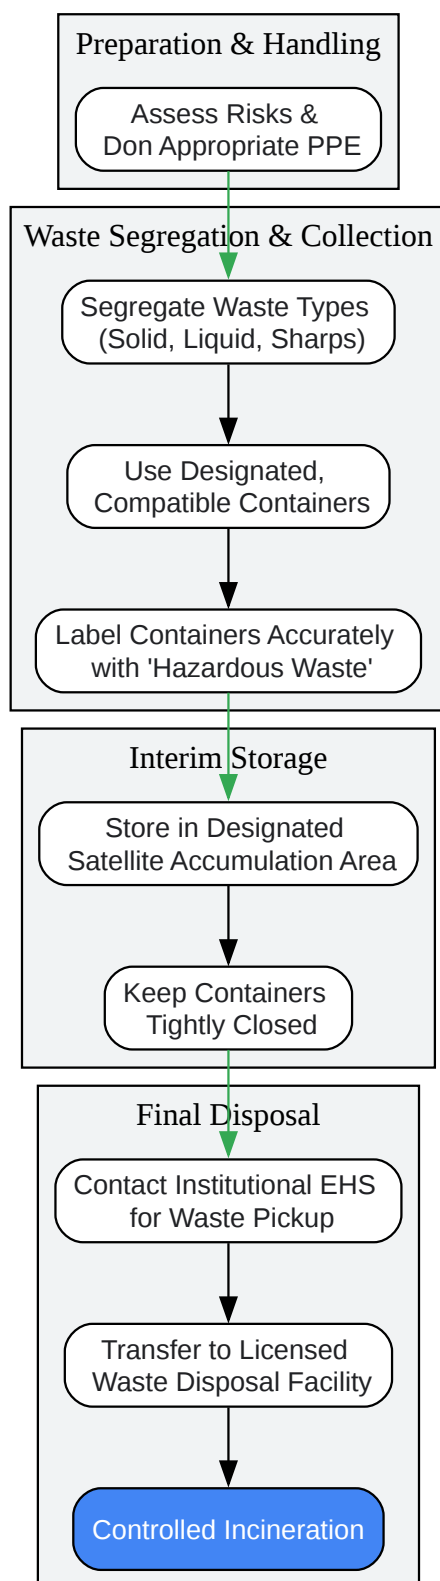 Preparation & Handling
Assess Risks &
Don Appropriate PPE
Waste Segregation & Collection
Segregate Waste Types
(Solid, Liquid, Sharps)
Use Designated,
Compatible Containers
Label Containers Accurately
with 'Hazardous Waste'
Interim Storage
Store in Designated
Satellite Accumulation Area
Keep Containers
Tightly Closed
Final Disposal
Contact Institutional EHS
for Waste Pickup
Transfer to Licensed
Waste Disposal Facility
Controlled Incineration